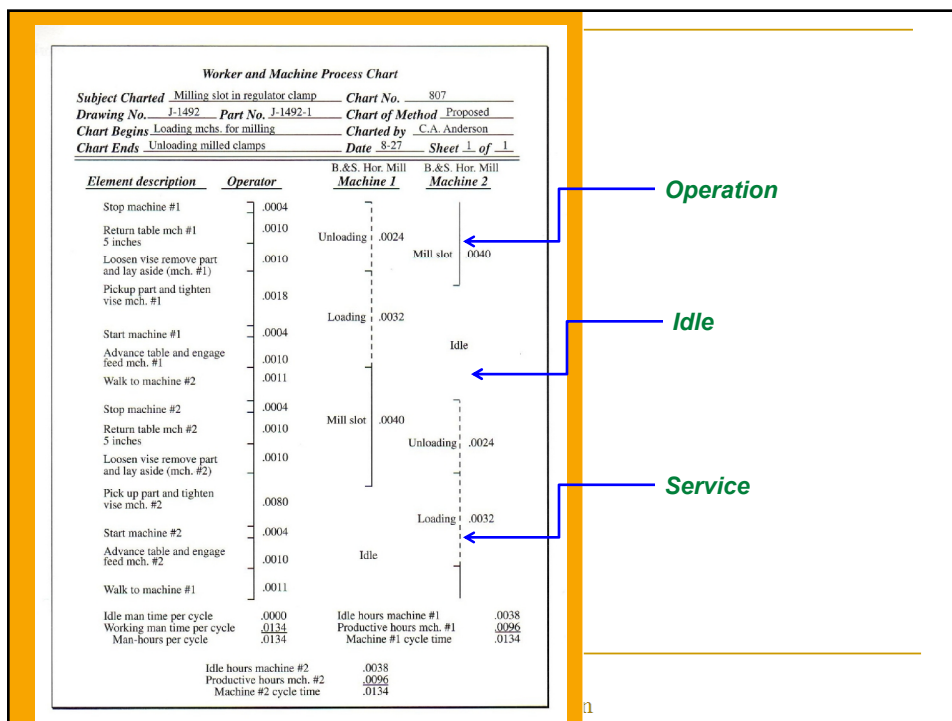 Worker and Machine Process Chart
Subject Charted Milling slot in regulator clamp Chart No. 807
Drawing No. J-1492 Part No. J-1492-1 Chart of Method Proposed
Chart Begins Loading mchs. for milling Charted by C.A. Anderson
Chart Ends Unloading milled clamps Date 8-27 Sheet 1 of 1
B.&S. Hor. Mill B.&S. Hor. Mill
Element description Operator Machine 1 Machine 2
Operation
Stop machine #1 .0004
Return table mch #1 .0010
5 inches
Unloading .0024
Mill slot .0040
Loosen vise remove part .0010
and lay aside (mch. #1)
Pickup part and tighten .0018
vise mch. #1
Loading .0032
Idle
Start machine #1 .0004
Idle
Advance table and engage .0010
feed mch. #1
Walk to machine #2 .0011
Stop machine #2 .0004
Mill slot .0040
Return table mch #2 .0010
5 inches
Unloading .0024
Loosen vise remove part .0010
and lay aside (mch. #2)
Service
Pick up part and tighten .0080
vise mch. #2
Loading .0032
Start machine #2 .0004
Advance table and engage .0010
feed mch. #2
Idle
Walk to machine #1 .0011
Idle man time per cycle .0000 Idle hours machine #1 .0038
Working man time per cycle .0134 Productive hours mch. #1 .0096
Man-hours per cycle .0134 Machine #1 cycle time .0134
Idle hours machine #2 .0038
Productive hours mch. #2 .0096
Machine #2 cycle time .0134